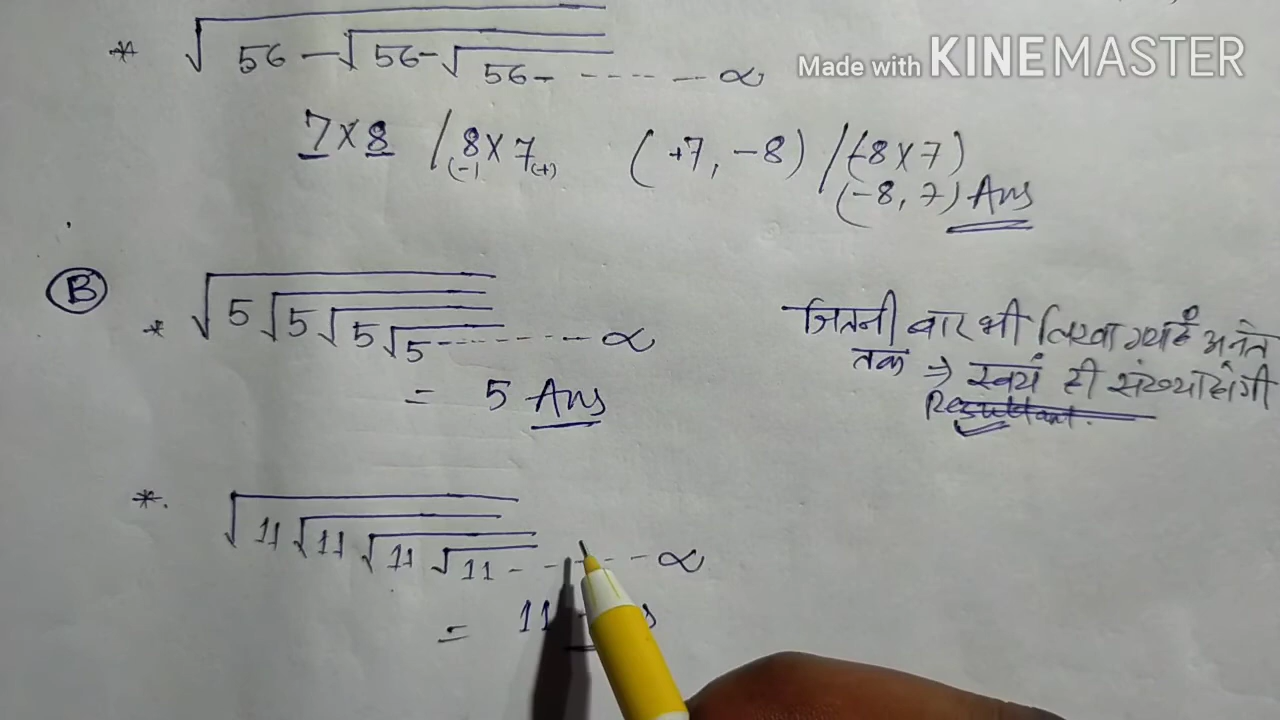 * √56-√56-√56- ---- ∝
Made with KINEMASTER
7×8 / 8×7 (+7, -8) / (-8×7)
(-) (+)
(-8, 7) Ans
B
* √5√5√5√5------- ∝
= 5 Ans
जितनी बार भी लिखा गया है अनंत
तक ⇒ स्वयं ही संख्या होगी
Resultant.
*. √11√11√11√11------ ∝
= 11